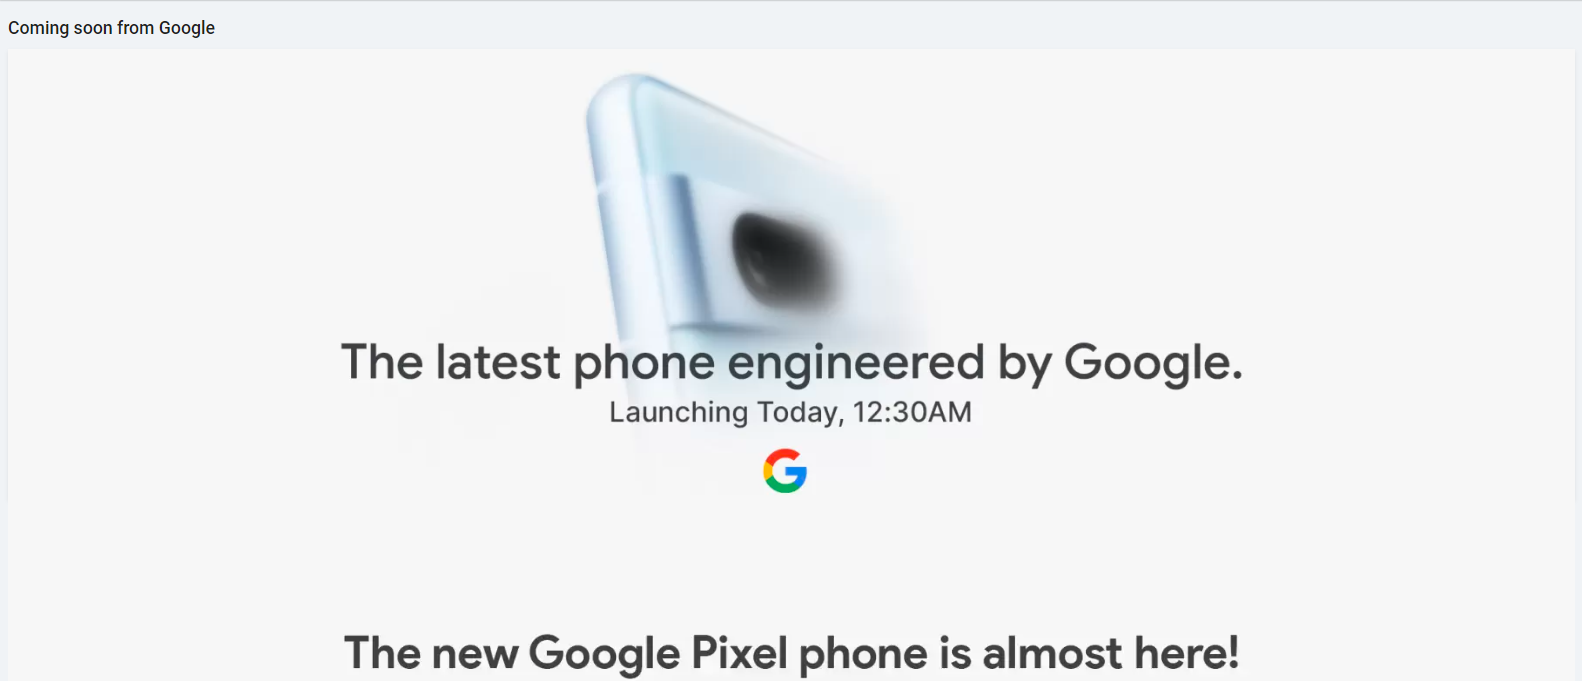 Coming soon from Google
The latest phone engineered by Google.
Launching Today, 12:30AM
G
The new Google Pixel phone is almost here!